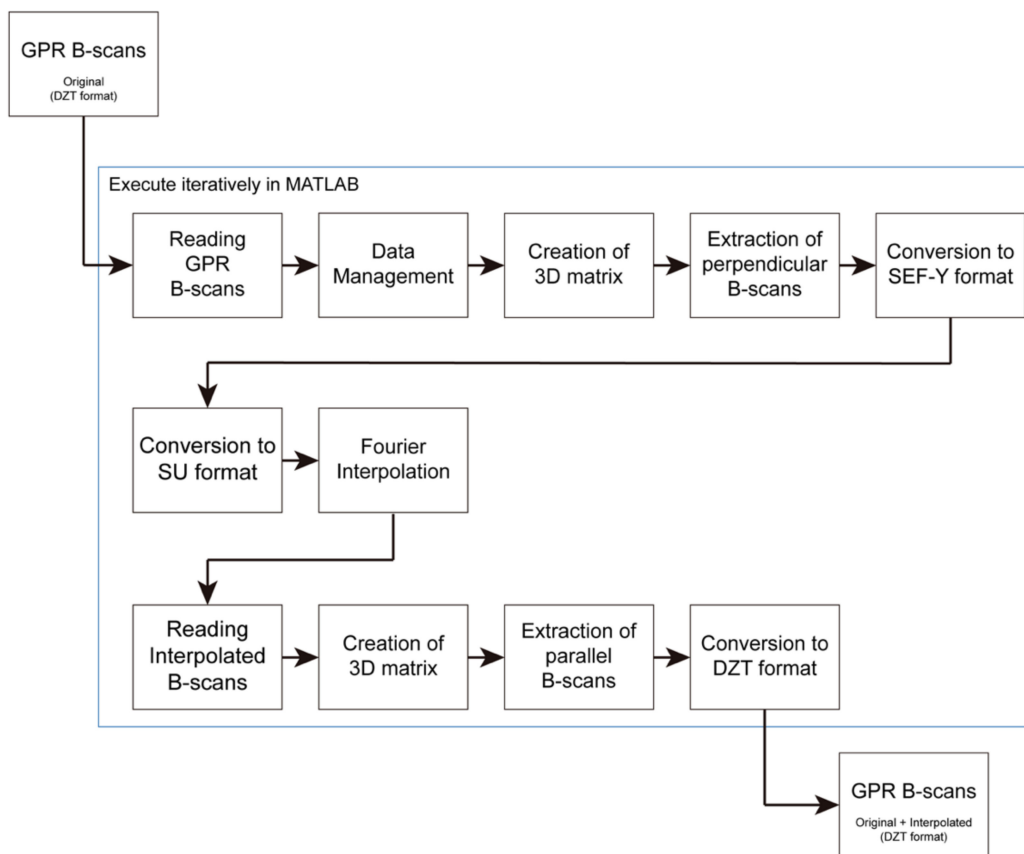 GPR B-scans
Original
(DZT format)
Execute iteratively in MATLAB
Reading
GPR
B-scans
Data
Management
Creation of
3D matrix
Extraction of
perpendicular
B-scans
Conversion to
SEF-Y format
Conversion to
SU format
Fourier
Interpolation
Reading
Interpolated
B-scans
Creation of
3D matrix
Extraction of
parallel
B-scans
Conversion to
DZT format
GPR B-scans
Original + Interpolated
(DZT format)